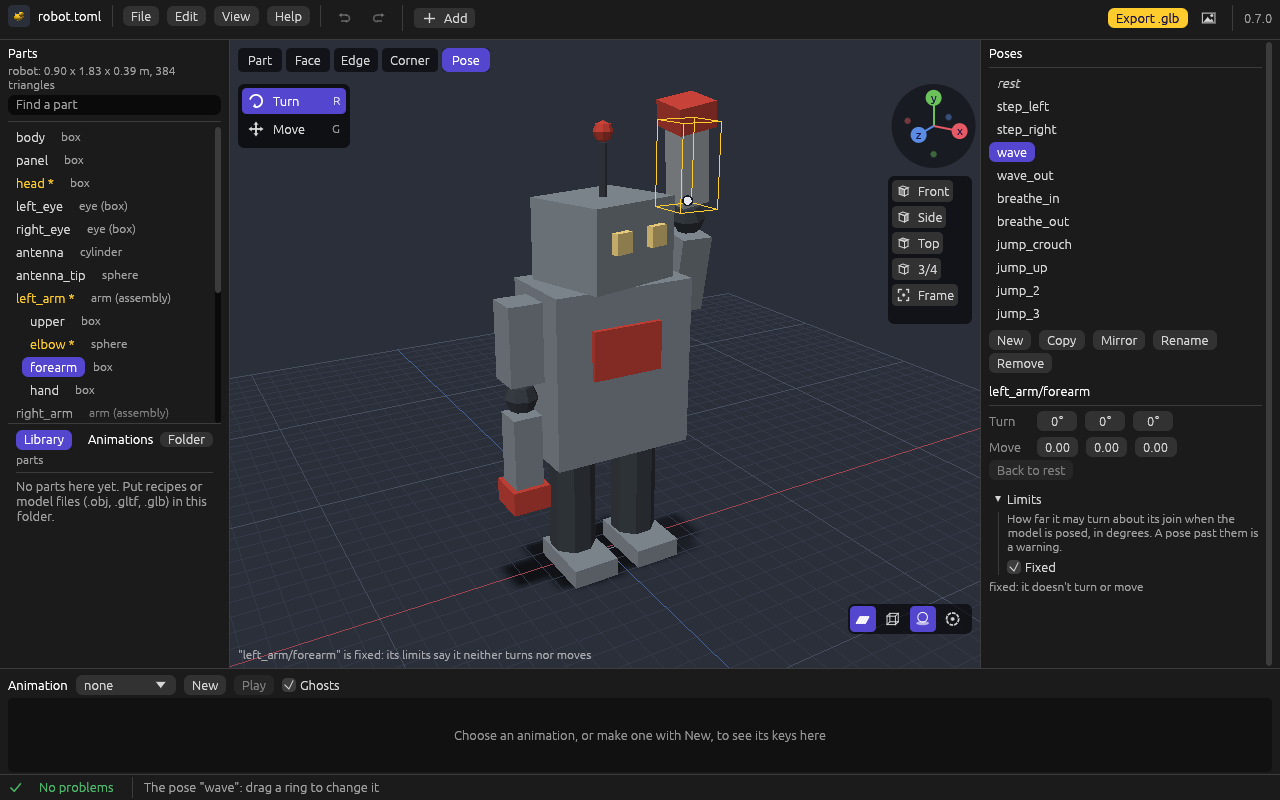 robot.toml File Edit View Help + Add Export .glb 0.7.0
Parts
robot: 0.90 x 1.83 x 0.39 m, 384
triangles
Find a part
body box
panel box
head * box
left_eye eye (box)
right_eye eye (box)
antenna cylinder
antenna_tip sphere
left_arm * arm (assembly)
upper box
elbow * sphere
forearm box
hand box
right_arm arm (assembly)
Library Animations Folder
parts
No parts here yet. Put recipes or
model files (.obj, .gltf, .glb) in this
folder.
Part Face Edge Corner Pose
Turn R
Move G
y
z x
Front
Side
Top
3/4
Frame
"left_arm/forearm" is fixed: its limits say it neither turns nor moves
Poses
rest
step_left
step_right
wave
wave_out
breathe_in
breathe_out
jump_crouch
jump_up
jump_2
jump_3
New Copy Mirror Rename
Remove
left_arm/forearm
Turn 0° 0° 0°
Move 0.00 0.00 0.00
Back to rest
Limits
How far it may turn about its join when the
model is posed, in degrees. A pose past them is
a warning.
Fixed
fixed: it doesn't turn or move
Animation none New Play Ghosts
Choose an animation, or make one with New, to see its keys here
No problems The pose "wave": drag a ring to change it